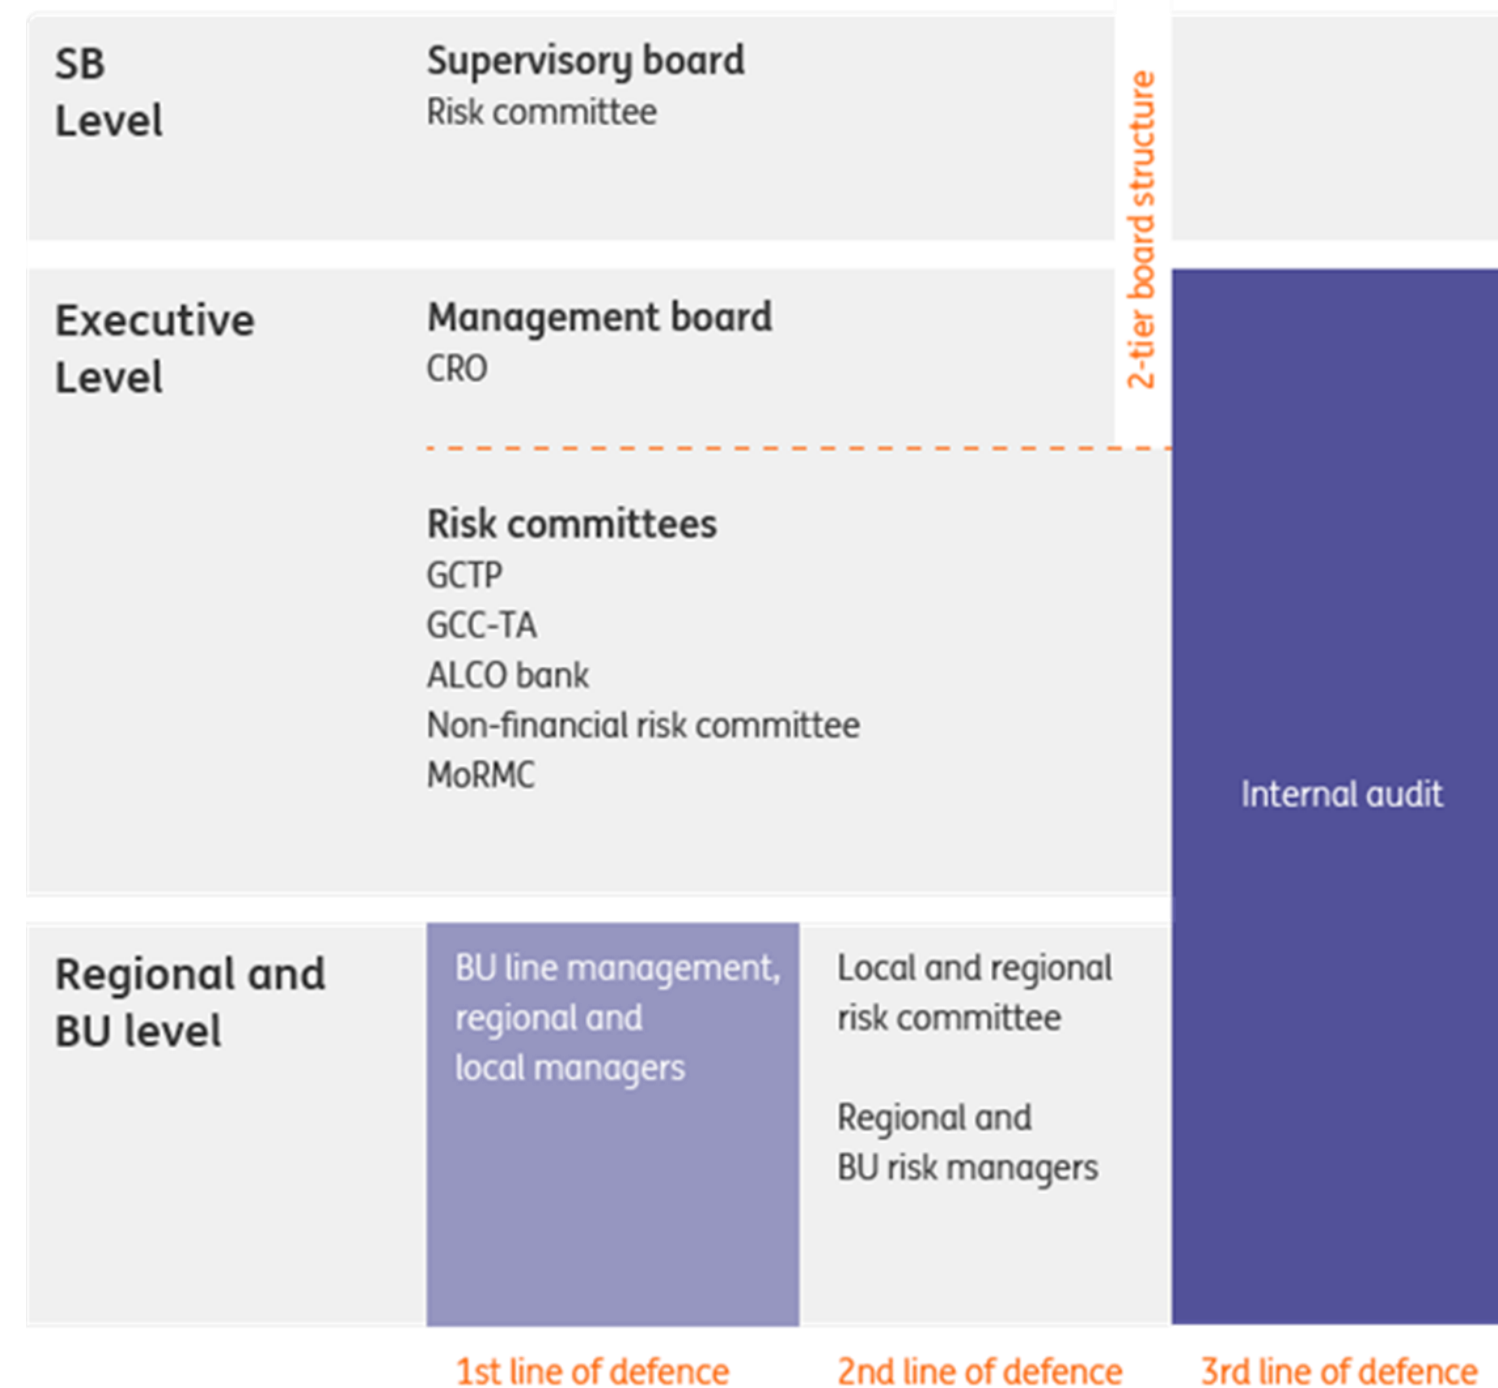 SB
Level
Supervisory board
Risk committee
2-tier board structure
Executive
Level
Management board
CRO
Risk committees
GCTP
GCC-TA
ALCO bank
Non-financial risk committee
MoRMC
Internal audit
Regional and
BU level
BU line management,
regional and
local managers
Local and regional
risk committee
Regional and
BU risk managers
1st line of defence
2nd line of defence
3rd line of defence